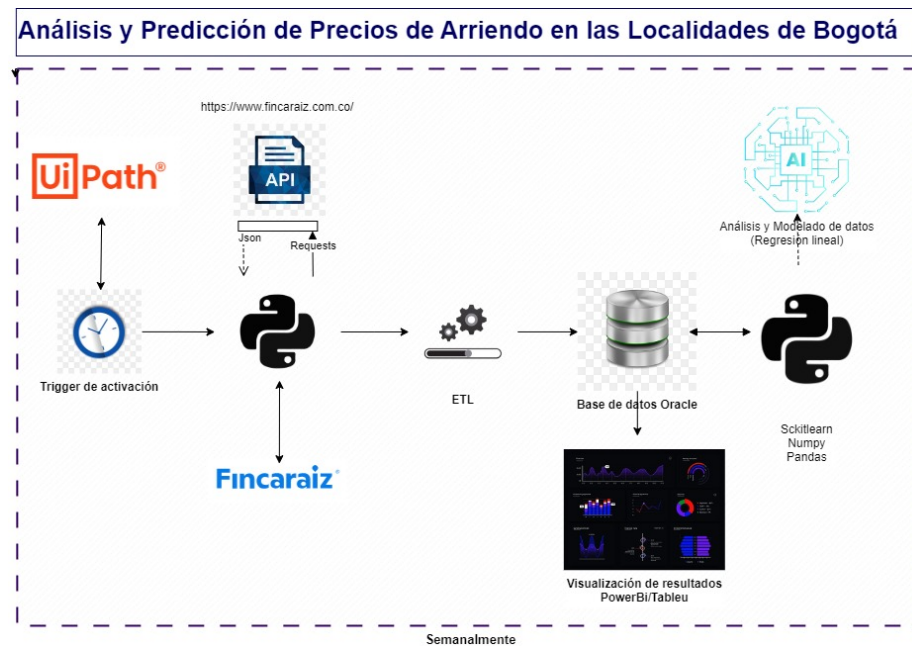 Análisis y Predicción de Precios de Arriendo en las Localidades de Bogotá
https://www.fincaraiz.com.co/
UiPath®
API
AI
Json
Requests
Análisis y Modelado de datos
(Regresión lineal)
Trigger de activación
ETL
Base de datos Oracle
Sckitlearn
Numpy
Pandas
Fincaraiz
Visualización de resultados
PowerBi/Tableu
Semanalmente